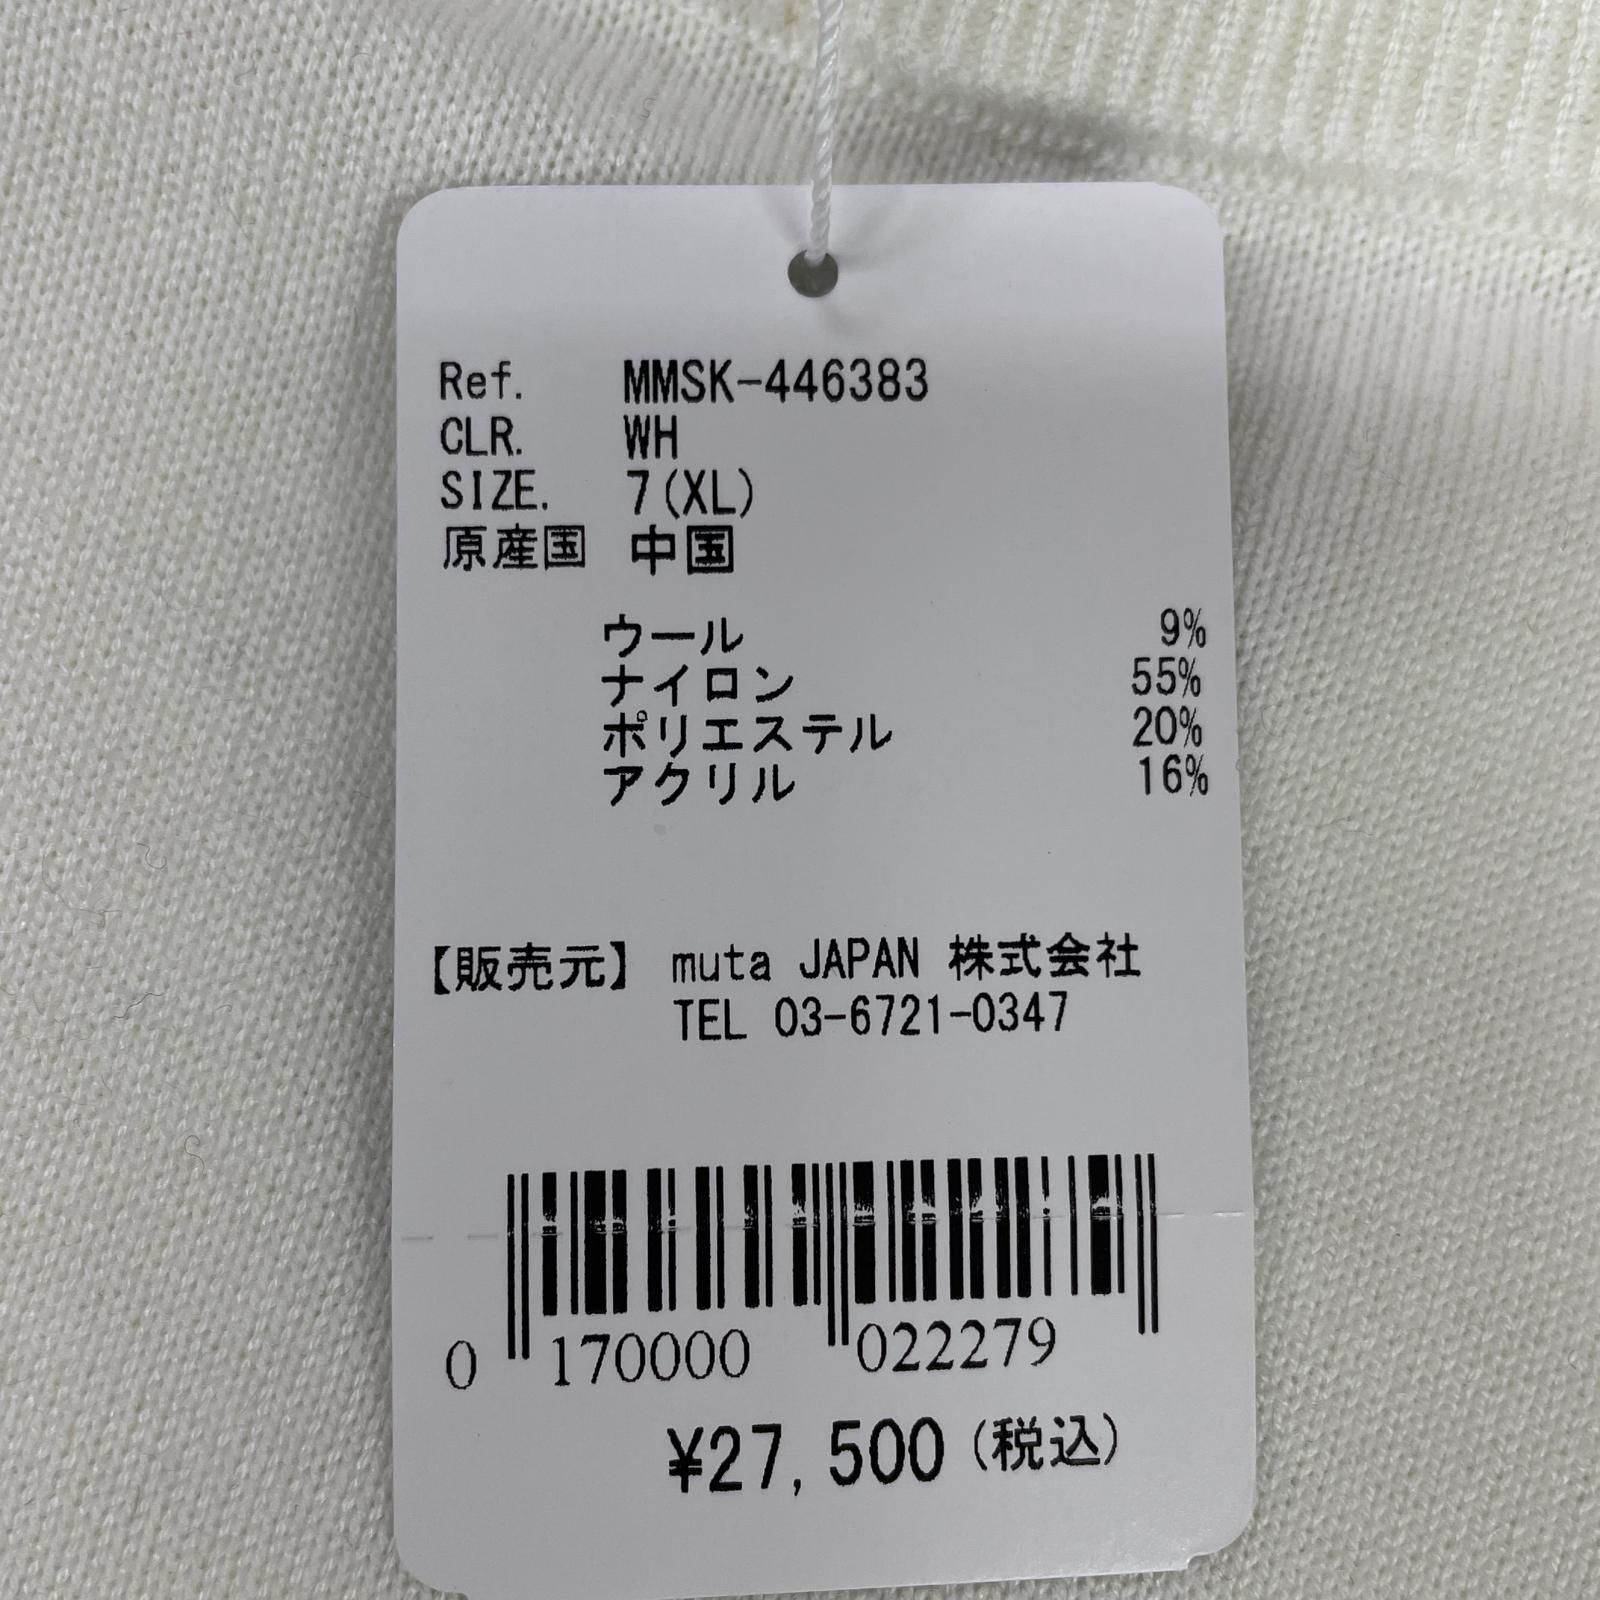 Ref. MMSK-446383
CLR. WH
SIZE. 7(XL)
原産国 中国
ウール 9%
ナイロン 55%
ポリエステル 20%
アクリル 16%
【販売元】 muta JAPAN 株式会社
TEL 03-6721-0347
0 170000 022279
¥27,500(税込)